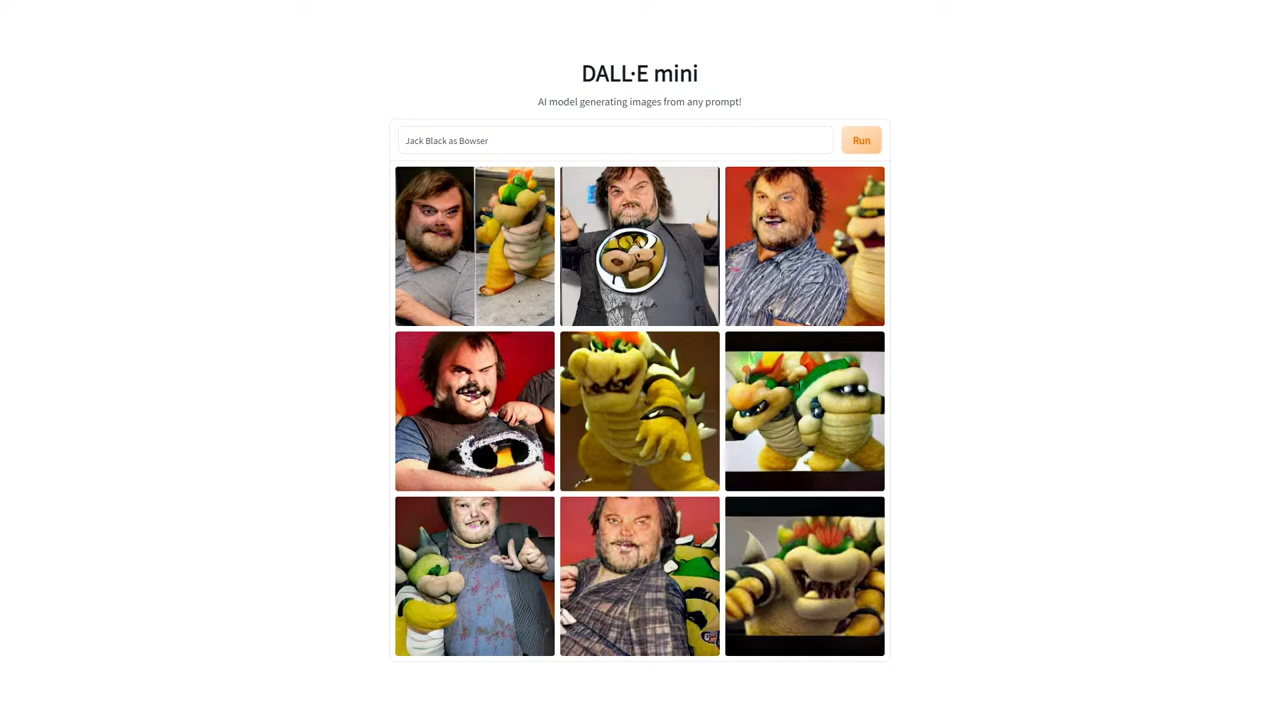 DALL·E mini
AI model generating images from any prompt!
Jack Black as Bowser
Run